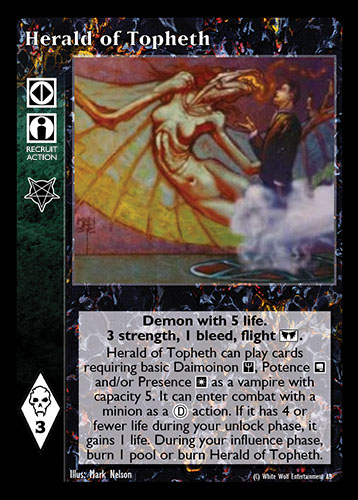 Herald of Topheth
RECRUIT
ACTION
Demon with 5 life.
3 strength, 1 bleed, flight.
Herald of Topheth can play cards
requiring basic Daimoinon, Potence
and/or Presence as a vampire with
capacity 5. It can enter combat with a
minion as a D action. If it has 4 or
fewer life during your unlock phase, it
gains 1 life. During your influence phase,
burn 1 pool or burn Herald of Topheth.
3
Illus: Mark Nelson
(C) White Wolf Entertainment AB